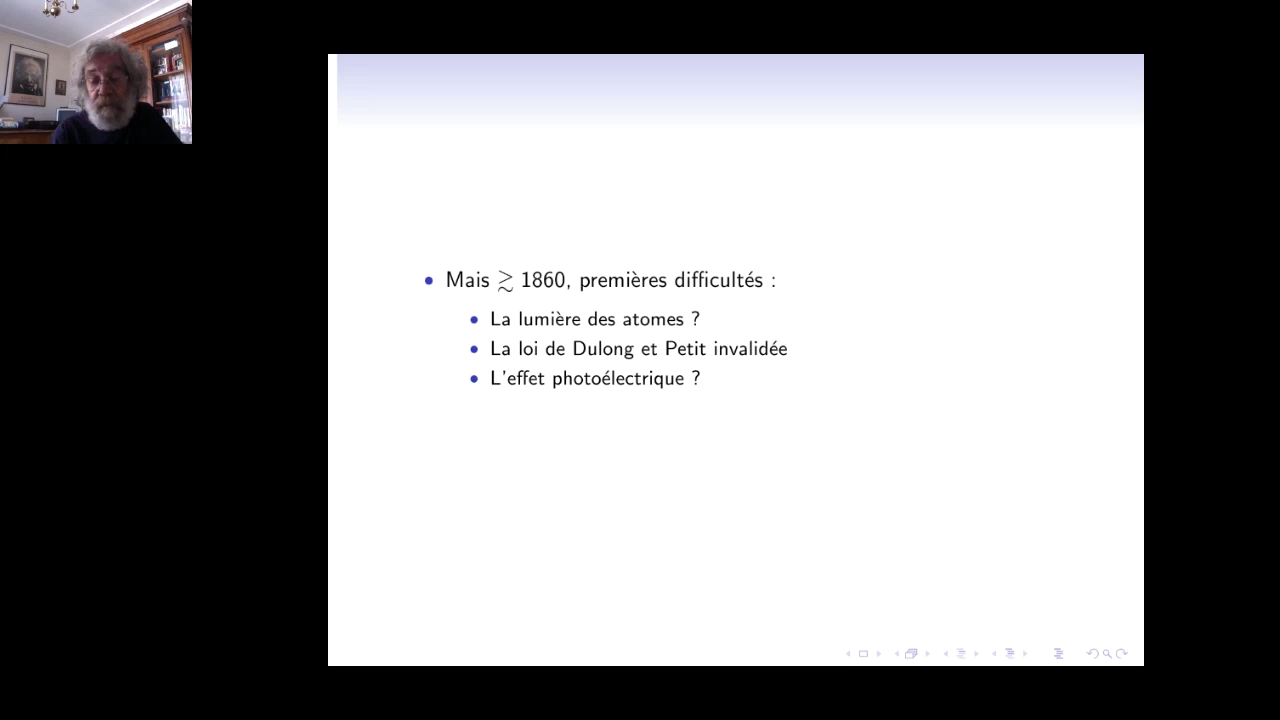 Mais ≳ 1860, premières difficultés :
La lumière des atomes ?
La loi de Dulong et Petit invalidée
L'effet photoélectrique ?